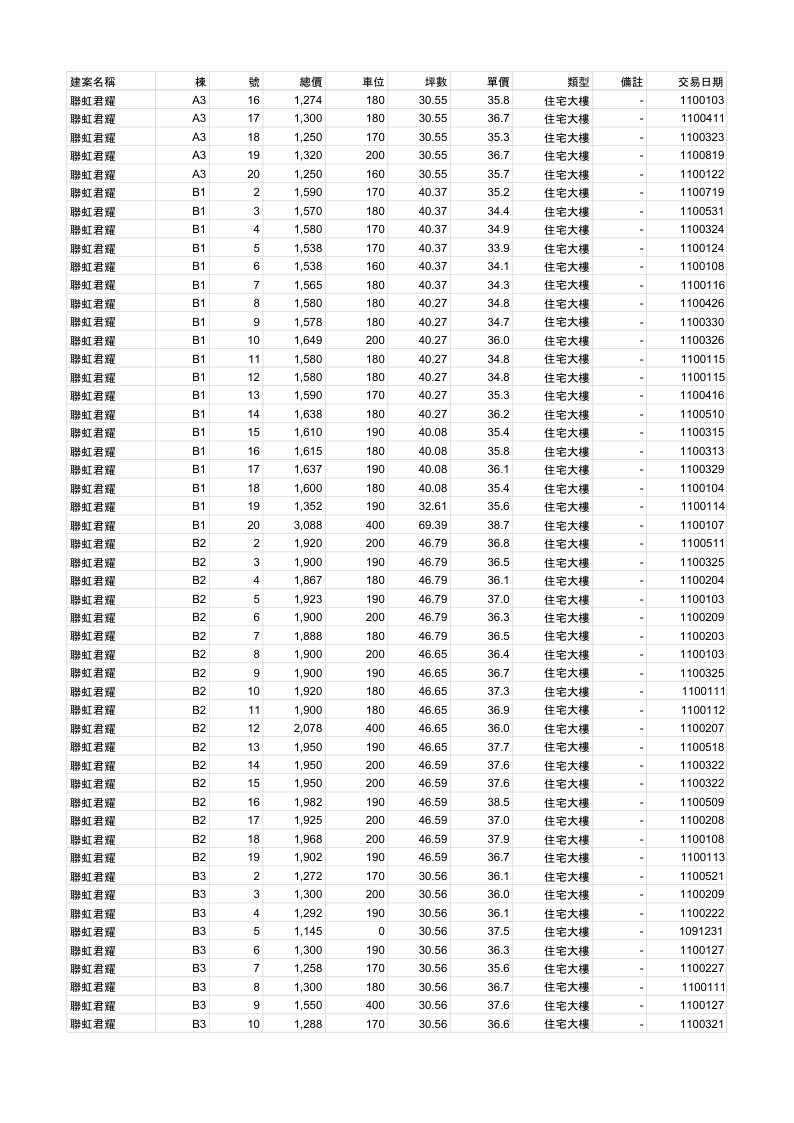 建案名稱 棟 號 總價 車位 坪數 單價 類型 備註 交易日期
聯虹君耀 A3 16 1,274 180 30.55 35.8 住宅大樓 - 1100103
聯虹君耀 A3 17 1,300 180 30.55 36.7 住宅大樓 - 1100411
聯虹君耀 A3 18 1,250 170 30.55 35.3 住宅大樓 - 1100323
聯虹君耀 A3 19 1,320 200 30.55 36.7 住宅大樓 - 1100819
聯虹君耀 A3 20 1,250 160 30.55 35.7 住宅大樓 - 1100122
聯虹君耀 B1 2 1,590 170 40.37 35.2 住宅大樓 - 1100719
聯虹君耀 B1 3 1,570 180 40.37 34.4 住宅大樓 - 1100531
聯虹君耀 B1 4 1,580 170 40.37 34.9 住宅大樓 - 1100324
聯虹君耀 B1 5 1,538 170 40.37 33.9 住宅大樓 - 1100124
聯虹君耀 B1 6 1,538 160 40.37 34.1 住宅大樓 - 1100108
聯虹君耀 B1 7 1,565 180 40.37 34.3 住宅大樓 - 1100116
聯虹君耀 B1 8 1,580 180 40.27 34.8 住宅大樓 - 1100426
聯虹君耀 B1 9 1,578 180 40.27 34.7 住宅大樓 - 1100330
聯虹君耀 B1 10 1,649 200 40.27 36.0 住宅大樓 - 1100326
聯虹君耀 B1 11 1,580 180 40.27 34.8 住宅大樓 - 1100115
聯虹君耀 B1 12 1,580 180 40.27 34.8 住宅大樓 - 1100115
聯虹君耀 B1 13 1,590 170 40.27 35.3 住宅大樓 - 1100416
聯虹君耀 B1 14 1,638 180 40.27 36.2 住宅大樓 - 1100510
聯虹君耀 B1 15 1,610 190 40.08 35.4 住宅大樓 - 1100315
聯虹君耀 B1 16 1,615 180 40.08 35.8 住宅大樓 - 1100313
聯虹君耀 B1 17 1,637 190 40.08 36.1 住宅大樓 - 1100329
聯虹君耀 B1 18 1,600 180 40.08 35.4 住宅大樓 - 1100104
聯虹君耀 B1 19 1,352 190 32.61 35.6 住宅大樓 - 1100114
聯虹君耀 B1 20 3,088 400 69.39 38.7 住宅大樓 - 1100107
聯虹君耀 B2 2 1,920 200 46.79 36.8 住宅大樓 - 1100511
聯虹君耀 B2 3 1,900 190 46.79 36.5 住宅大樓 - 1100325
聯虹君耀 B2 4 1,867 180 46.79 36.1 住宅大樓 - 1100204
聯虹君耀 B2 5 1,923 190 46.79 37.0 住宅大樓 - 1100103
聯虹君耀 B2 6 1,900 200 46.79 36.3 住宅大樓 - 1100209
聯虹君耀 B2 7 1,888 180 46.79 36.5 住宅大樓 - 1100203
聯虹君耀 B2 8 1,900 200 46.65 36.4 住宅大樓 - 1100103
聯虹君耀 B2 9 1,900 190 46.65 36.7 住宅大樓 - 1100325
聯虹君耀 B2 10 1,920 180 46.65 37.3 住宅大樓 - 1100111
聯虹君耀 B2 11 1,900 180 46.65 36.9 住宅大樓 - 1100112
聯虹君耀 B2 12 2,078 400 46.65 36.0 住宅大樓 - 1100207
聯虹君耀 B2 13 1,950 190 46.65 37.7 住宅大樓 - 1100518
聯虹君耀 B2 14 1,950 200 46.59 37.6 住宅大樓 - 1100322
聯虹君耀 B2 15 1,950 200 46.59 37.6 住宅大樓 - 1100322
聯虹君耀 B2 16 1,982 190 46.59 38.5 住宅大樓 - 1100509
聯虹君耀 B2 17 1,925 200 46.59 37.0 住宅大樓 - 1100208
聯虹君耀 B2 18 1,968 200 46.59 37.9 住宅大樓 - 1100108
聯虹君耀 B2 19 1,902 190 46.59 36.7 住宅大樓 - 1100113
聯虹君耀 B3 2 1,272 170 30.56 36.1 住宅大樓 - 1100521
聯虹君耀 B3 3 1,300 200 30.56 36.0 住宅大樓 - 1100209
聯虹君耀 B3 4 1,292 190 30.56 36.1 住宅大樓 - 1100222
聯虹君耀 B3 5 1,145 0 30.56 37.5 住宅大樓 - 1091231
聯虹君耀 B3 6 1,300 190 30.56 36.3 住宅大樓 - 1100127
聯虹君耀 B3 7 1,258 170 30.56 35.6 住宅大樓 - 1100227
聯虹君耀 B3 8 1,300 180 30.56 36.7 住宅大樓 - 1100111
聯虹君耀 B3 9 1,550 400 30.56 37.6 住宅大樓 - 1100127
聯虹君耀 B3 10 1,288 170 30.56 36.6 住宅大樓 - 1100321